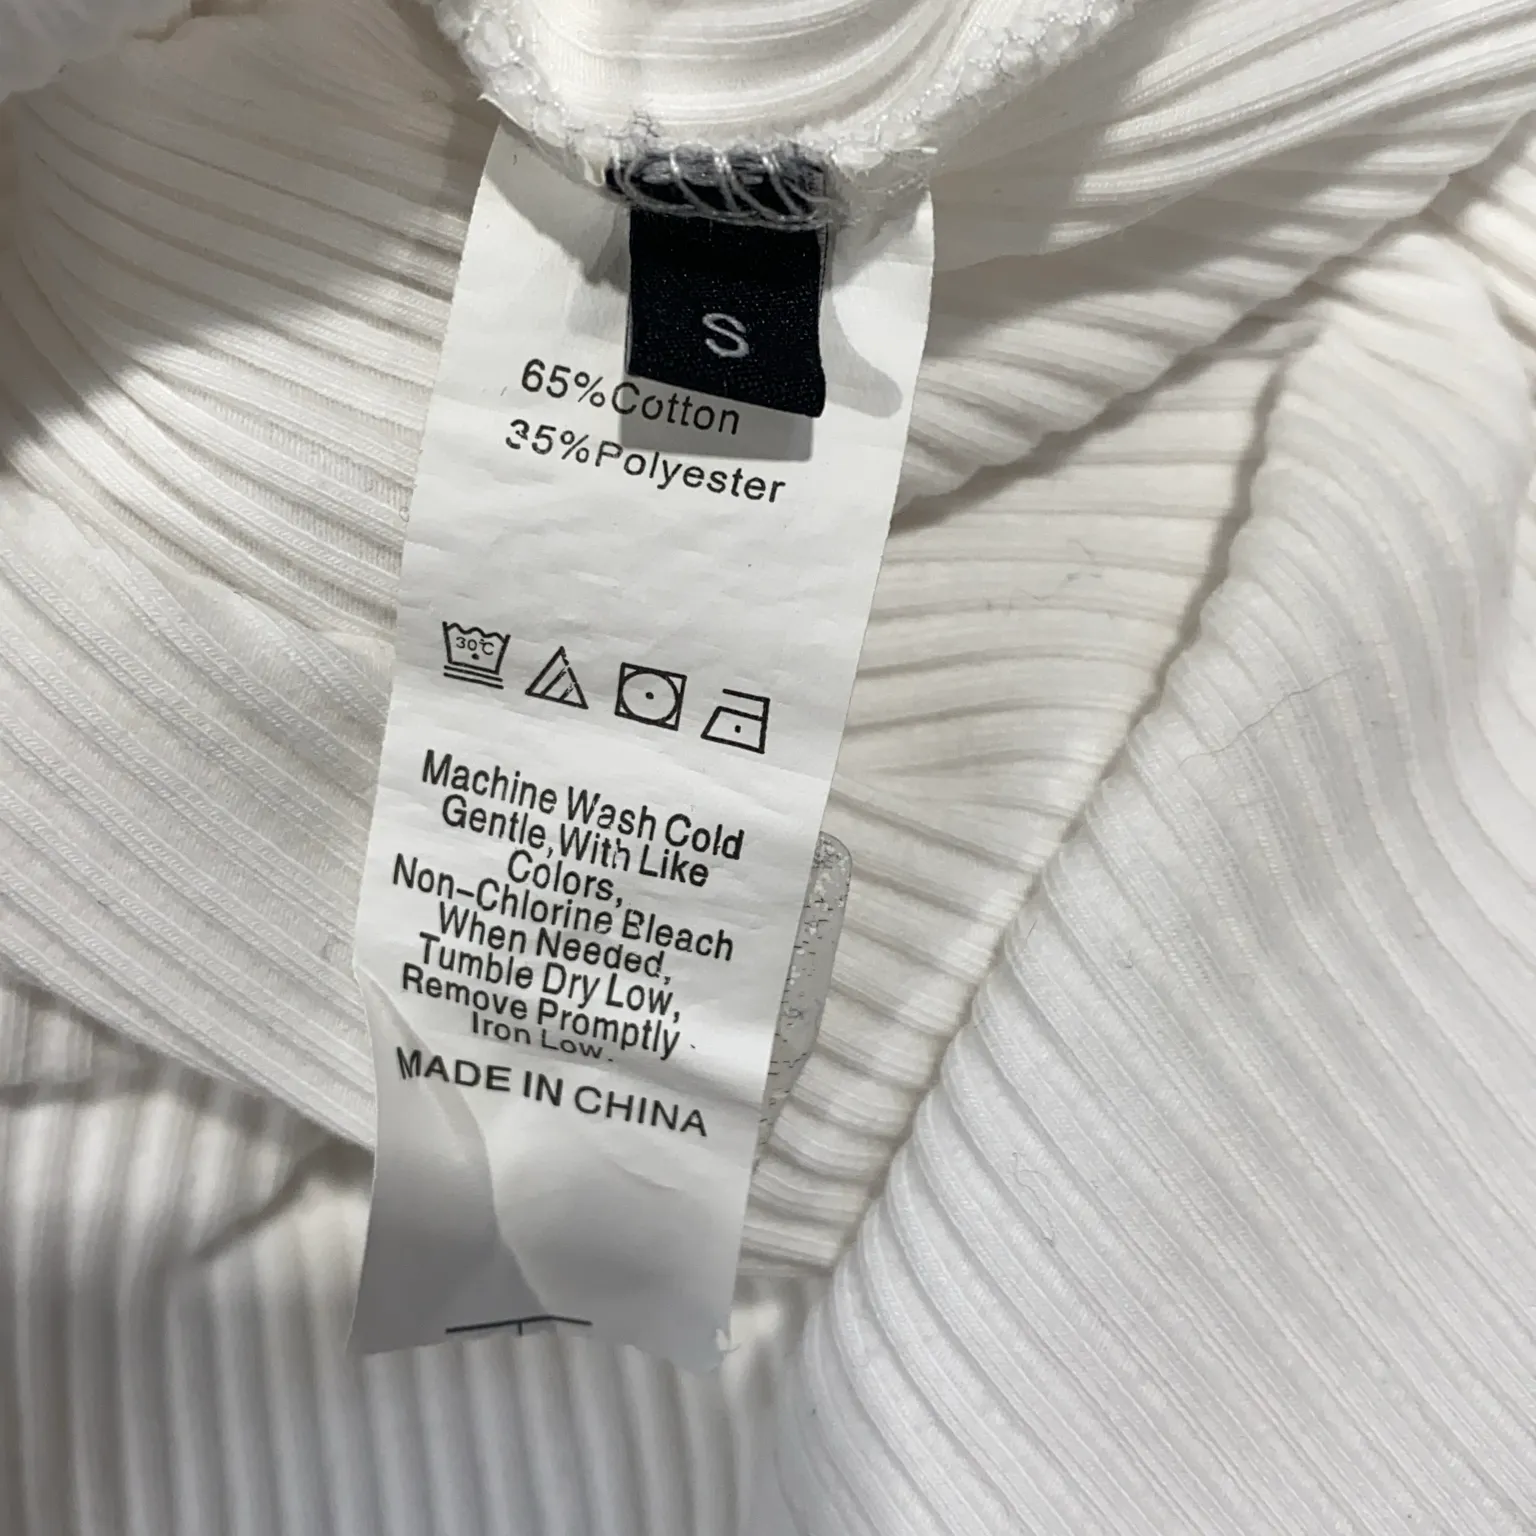 S
65%Cotton
35%Polyester
30℃
Machine Wash Cold
Gentle,With Like
Colors,
Non-Chlorine Bleach
When Needed,
Tumble Dry Low,
Remove Promptly
Iron Low.
MADE IN CHINA